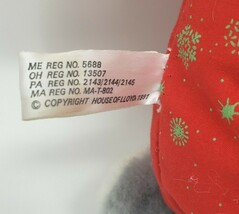 ME REG NO. 5688
OH REG NO. 13507
PA REG NO. 2143/2144/2145
MA REG NO. MA-T-802
© COPYRIGHT HOUSE OF LLOYD, 1997